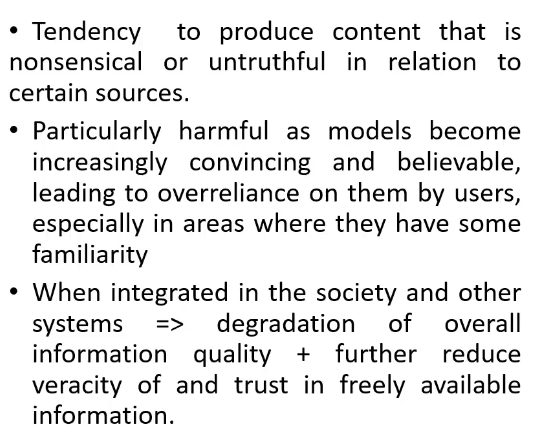 • Tendency to produce content that is
nonsensical or untruthful in relation to
certain sources.
• Particularly harmful as models become
increasingly convincing and believable,
leading to overreliance on them by users,
especially in areas where they have some
familiarity
• When integrated in the society and other
systems => degradation of overall
information quality + further reduce
veracity of and trust in freely available
information.